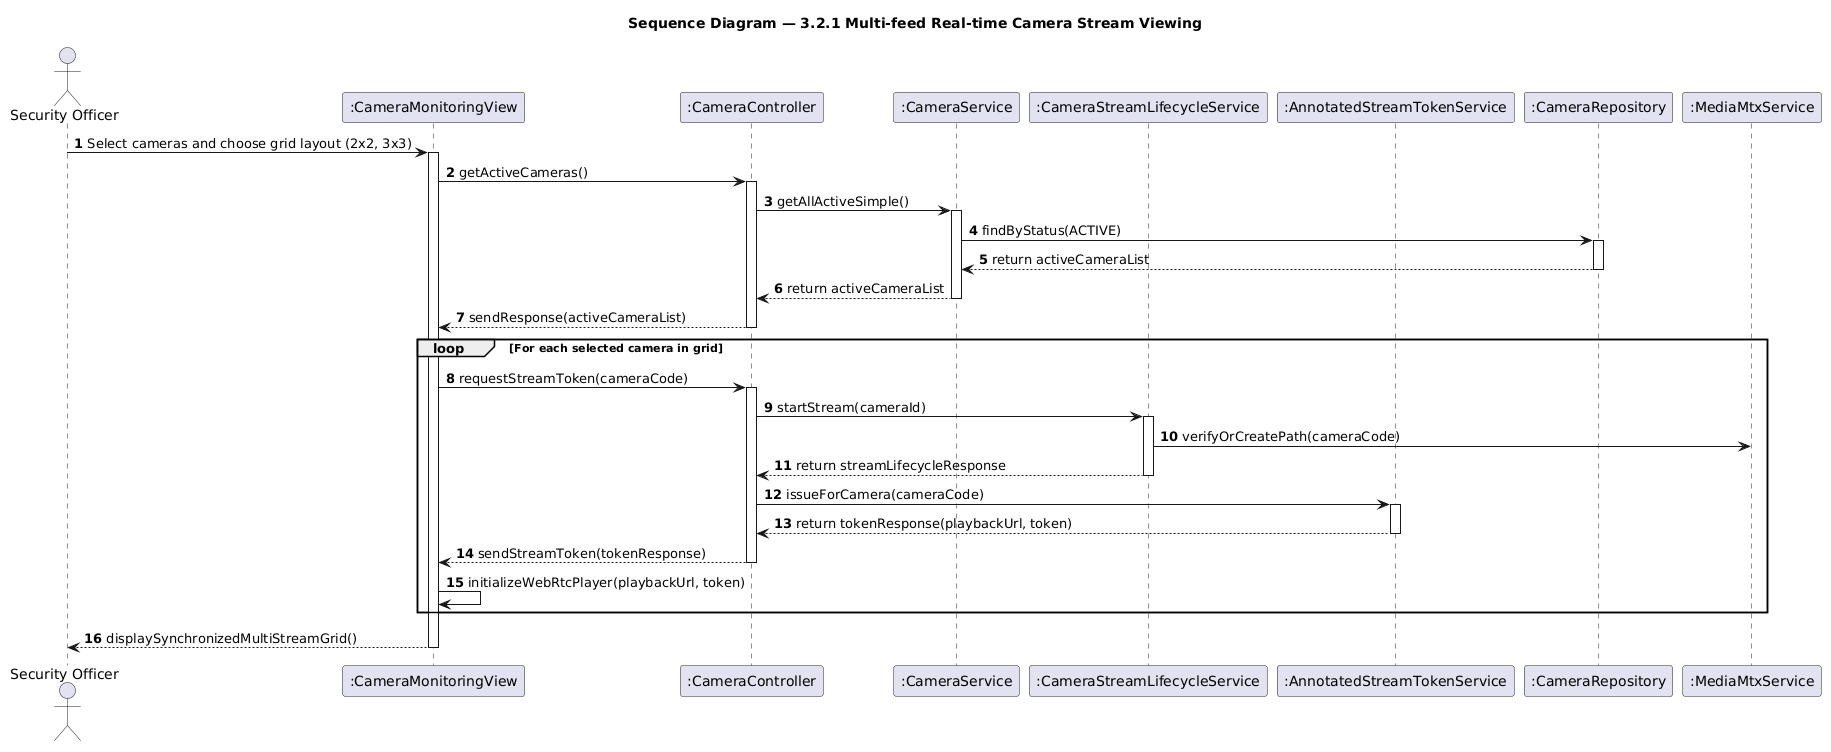 Sequence Diagram — 3.2.1 Multi-feed Real-time Camera Stream Viewing
Security Officer
:CameraMonitoringView
:CameraController
:CameraService
:CameraStreamLifecycleService
:AnnotatedStreamTokenService
:CameraRepository
:MediaMtxService
1 Select cameras and choose grid layout (2x2, 3x3)
2 getActiveCameras()
3 getAllActiveSimple()
4 findByStatus(ACTIVE)
5 return activeCameraList
6 return activeCameraList
7 sendResponse(activeCameraList)
loop [For each selected camera in grid]
8 requestStreamToken(cameraCode)
9 startStream(cameraId)
10 verifyOrCreatePath(cameraCode)
11 return streamLifecycleResponse
12 issueForCamera(cameraCode)
13 return tokenResponse(playbackUrl, token)
14 sendStreamToken(tokenResponse)
15 initializeWebRtcPlayer(playbackUrl, token)
16 displaySynchronizedMultiStreamGrid()
Security Officer
:CameraMonitoringView
:CameraController
:CameraService
:CameraStreamLifecycleService
:AnnotatedStreamTokenService
:CameraRepository
:MediaMtxService